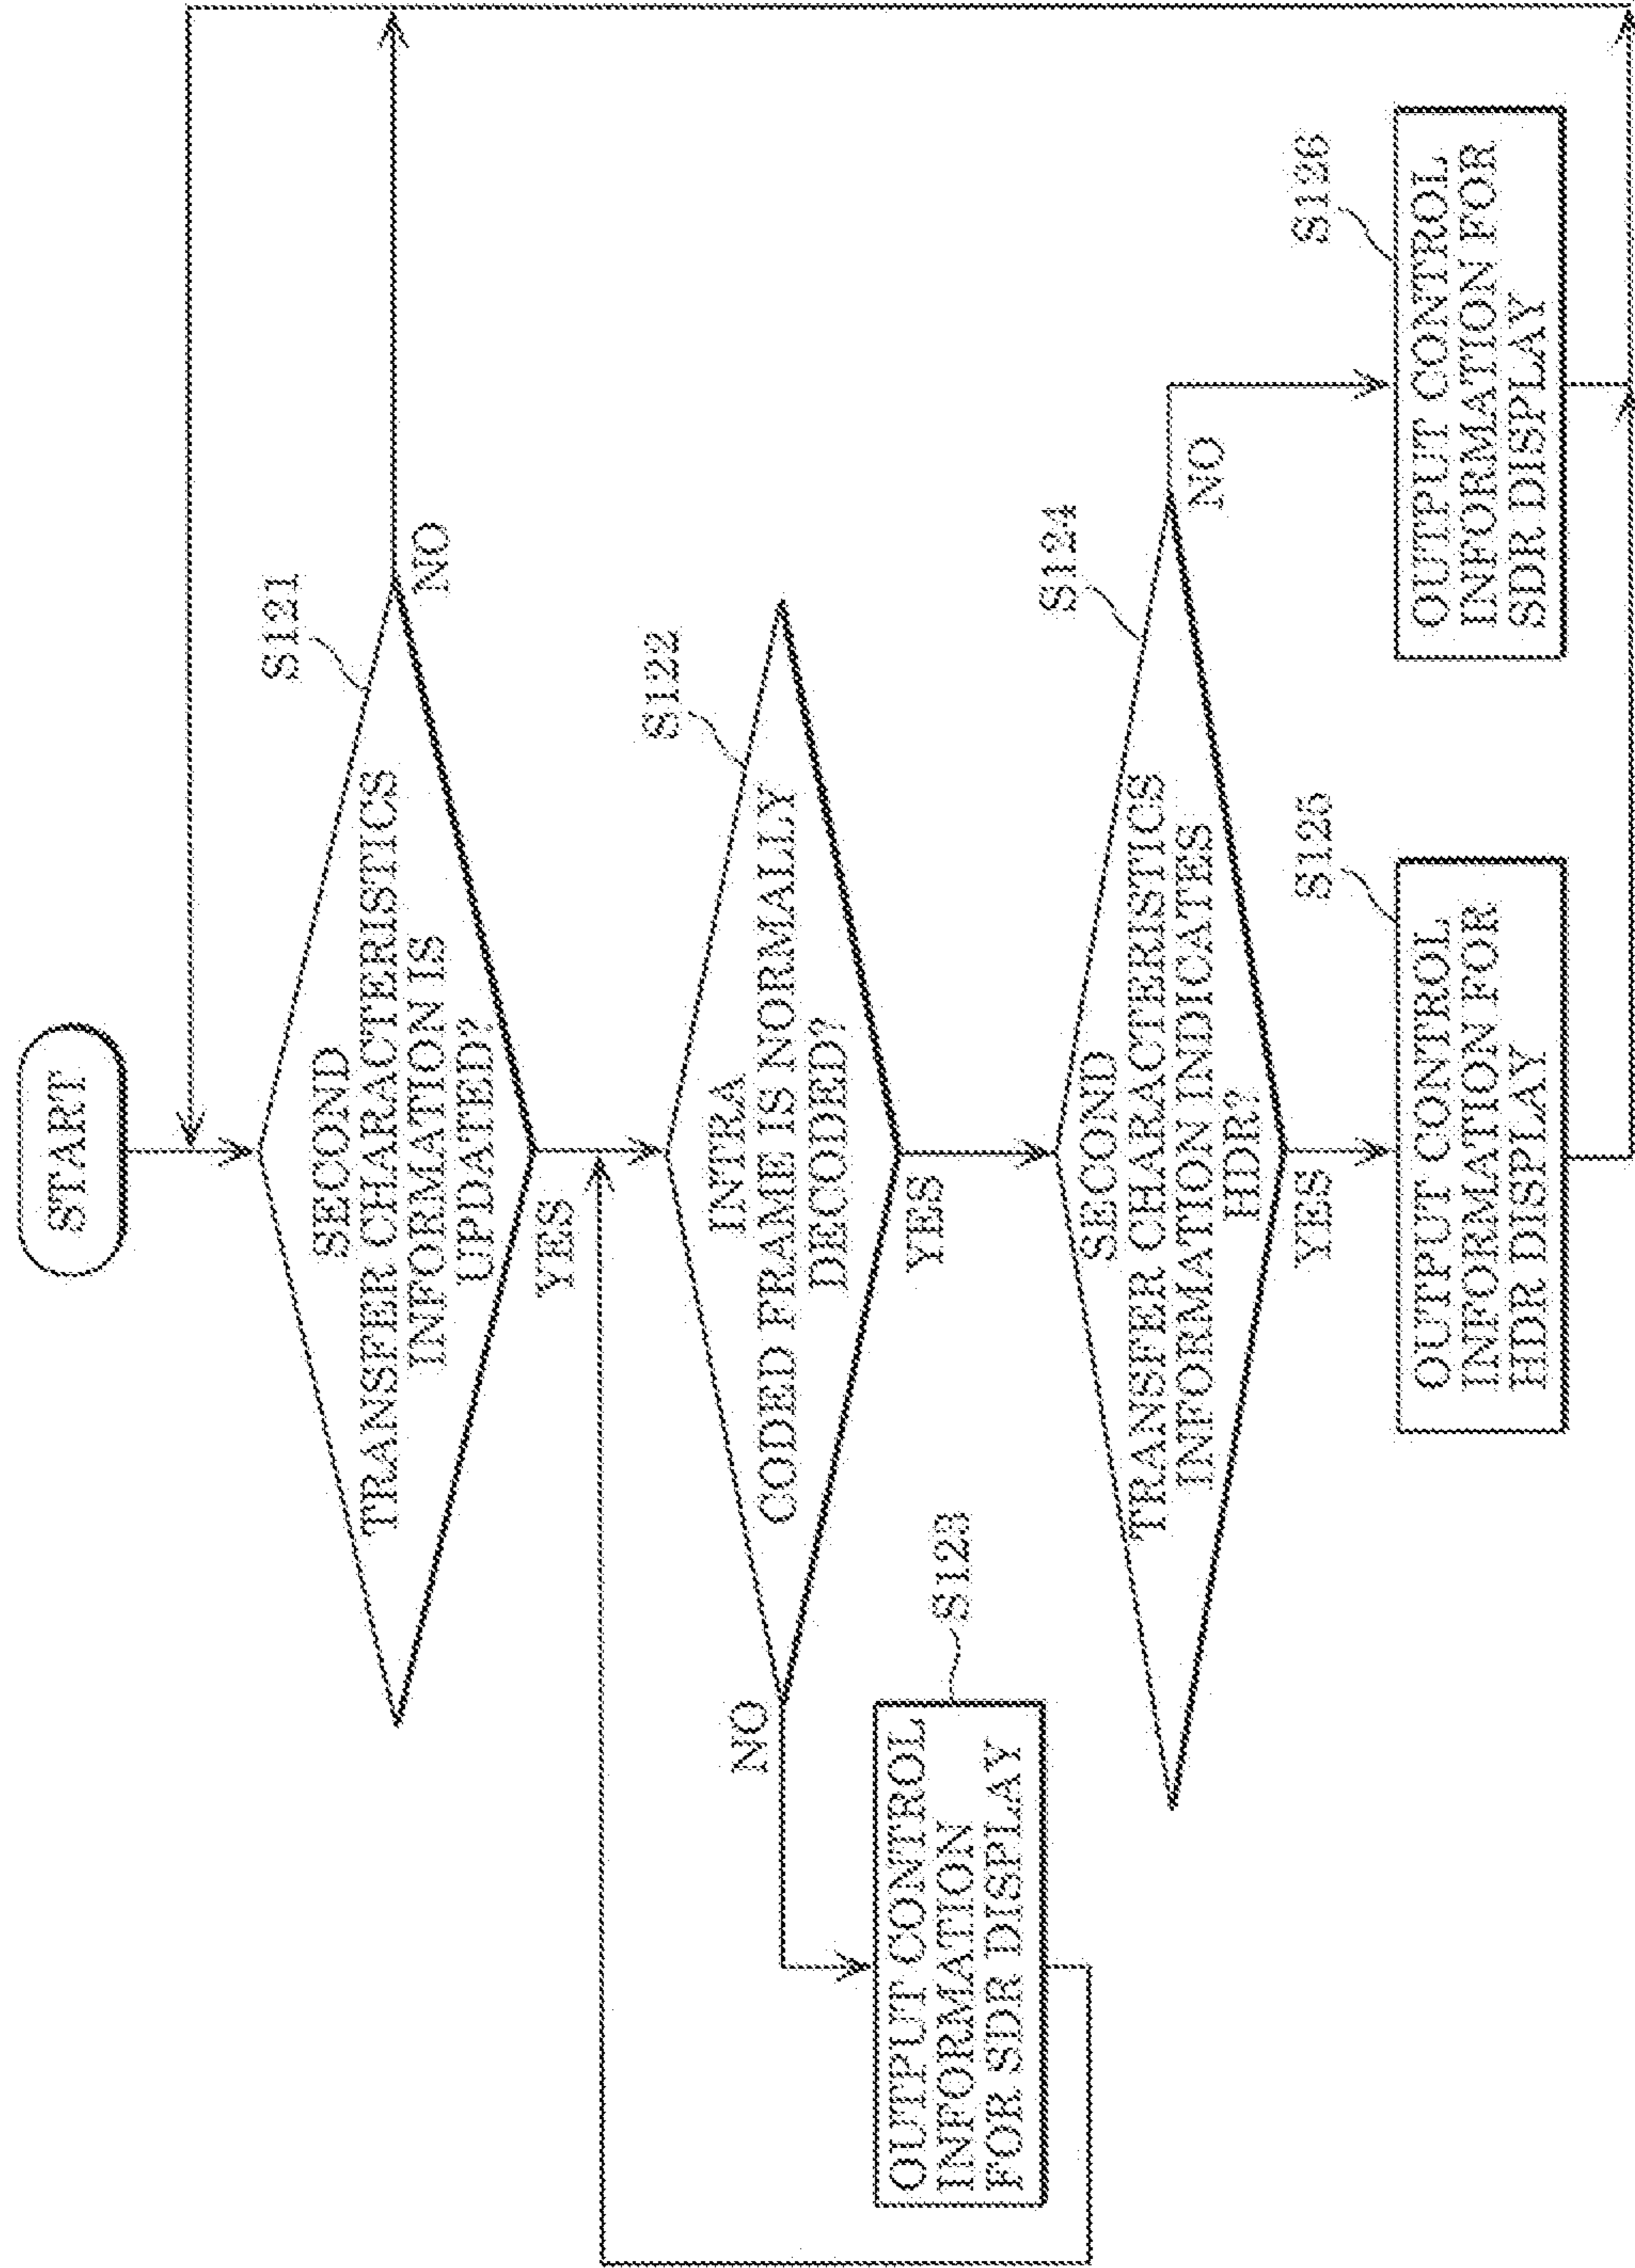 START
S121
SECOND
TRANSFER CHARACTERISTICS
INFORMATION IS
UPDATED?
NO
YES
S122
INTRA
CODED FRAME IS NORMALLY
DECODED?
NO
YES
S123
OUTPUT CONTROL
INFORMATION
FOR SDR DISPLAY
S124
SECOND
TRANSFER CHARACTERISTICS
INFORMATION INDICATES
HDR?
NO
YES
S125
OUTPUT CONTROL
INFORMATION FOR
HDR DISPLAY
S126
OUTPUT CONTROL
INFORMATION FOR
SDR DISPLAY